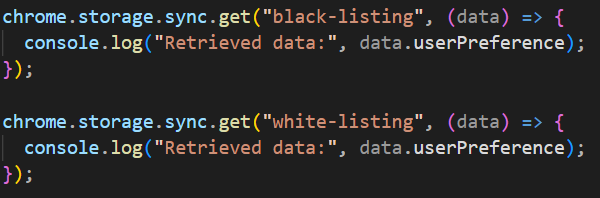 chrome.storage.sync.get("black-listing", (data) => {
  console.log("Retrieved data:", data.userPreference);
});

chrome.storage.sync.get("white-listing", (data) => {
  console.log("Retrieved data:", data.userPreference);
});